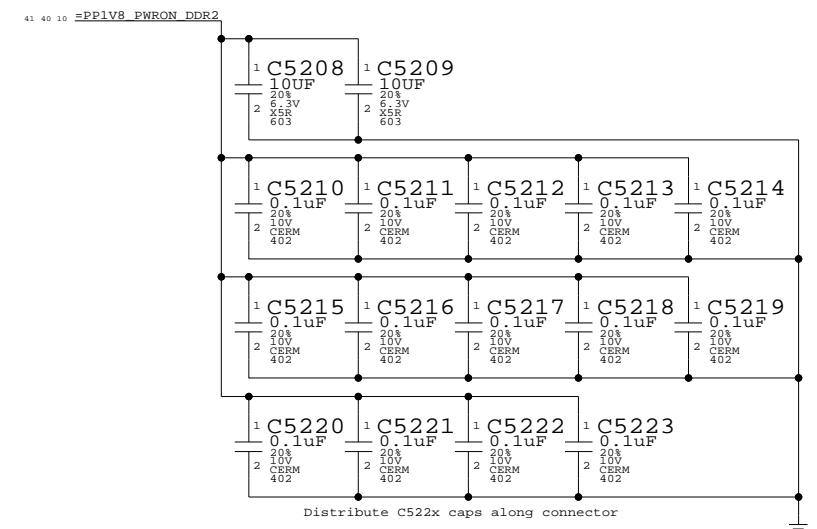 41 40 10 =PP1V8_PWRON_DDR2
1 C5208 1 C5209
10UF 10UF
20% 20%
2 6.3V 2 6.3V
X5R X5R
603 603
1 C5210 1 C5211 1 C5212 1 C5213 1 C5214
0.1uF 0.1uF 0.1uF 0.1uF 0.1uF
20% 20% 20% 20% 20%
2 10V 2 10V 2 10V 2 10V 2 10V
CERM CERM CERM CERM CERM
402 402 402 402 402
1 C5215 1 C5216 1 C5217 1 C5218 1 C5219
0.1uF 0.1uF 0.1uF 0.1uF 0.1uF
20% 20% 20% 20% 20%
2 10V 2 10V 2 10V 2 10V 2 10V
CERM CERM CERM CERM CERM
402 402 402 402 402
1 C5220 1 C5221 1 C5222 1 C5223
0.1uF 0.1uF 0.1uF 0.1uF
20% 20% 20% 20%
2 10V 2 10V 2 10V 2 10V
CERM CERM CERM CERM
402 402 402 402
Distribute C522x caps along connector